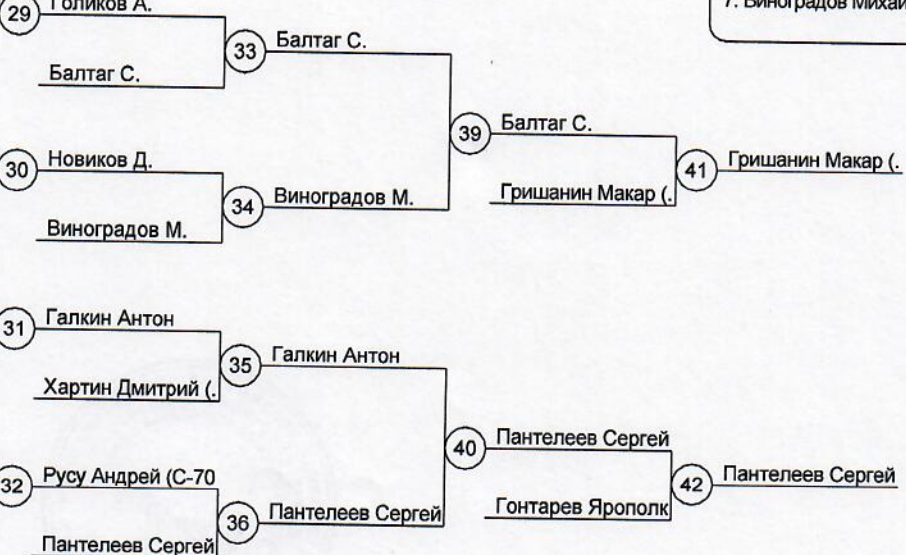 29
Голиков А.
7. Виноградов
33
Балтаг С.
Балтаг С.
39
Балтаг С.
30
Новиков Д.
41
Гришанин Макар (.
34
Виноградов М.
Гришанин Макар (.
Виноградов М.
31
Галкин Антон
35
Галкин Антон
Хартин Дмитрий (.
40
Пантелеев Сергей
32
Русу Андрей (С-70
42
Пантелеев Сергей
36
Пантелеев Сергей
Гонтарев Ярополк
Пантелеев Сергей